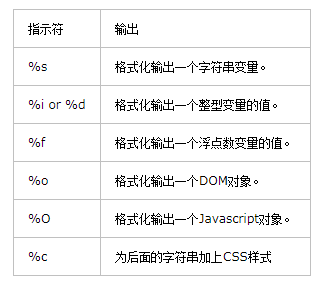 指示符 输出
%s 格式化输出一个字符串变量。
%i or %d 格式化输出一个整型变量的值。
%f 格式化输出一个浮点数变量的值。
%o 格式化输出一个DOM对象。
%O 格式化输出一个Javascript对象。
%c 为后面的字符串加上CSS样式